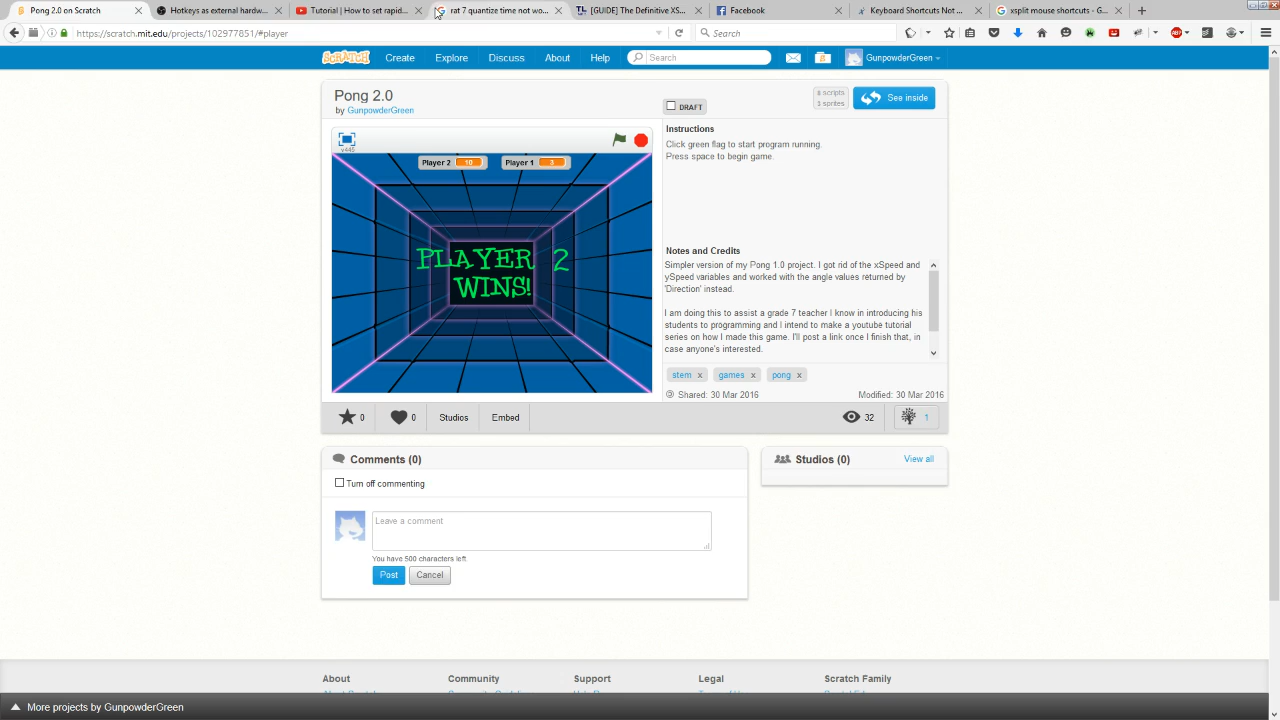 Pong 2.0 on Scratch
Hotkeys as external hardw...
Tutorial | How to set rapid...
rat 7 quantize time not wo...
[GUIDE] The Definitive XS...
Facebook
Keyboard Shortcuts Not ...
xsplit mouse shortcuts - G...
https://scratch.mit.edu/projects/102977851/#player
Search
SCRATCH
Create
Explore
Discuss
About
Help
Search
GunpowderGreen
Pong 2.0
by GunpowderGreen
DRAFT
8 scripts
3 sprites
See inside
v445
Player 2 10
Player 1 3
PLAYER 2
WINS!
Instructions
Click green flag to start program running.
Press space to begin game.
Notes and Credits
Simpler version of my Pong 1.0 project. I got rid of the xSpeed and
ySpeed variables and worked with the angle values returned by
'Direction' instead.
I am doing this to assist a grade 7 teacher I know in introducing his
students to programming and I intend to make a youtube tutorial
series on how I made this game. I'll post a link once I finish that, in
case anyone's interested.
stem x
games x
pong x
Shared: 30 Mar 2016
Modified: 30 Mar 2016
0
0
Studios
Embed
32
1
Comments (0)
Turn off commenting
Leave a comment
You have 500 characters left.
Post
Cancel
Studios (0)
View all
About
Community
Support
Legal
Scratch Family
More projects by GunpowderGreen